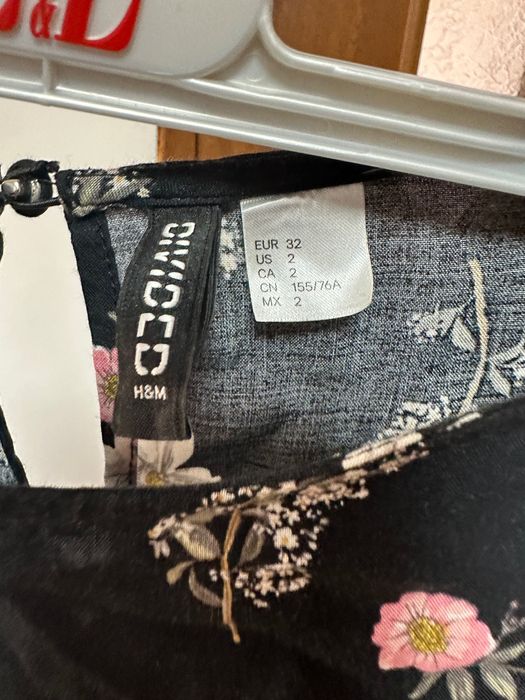 &
DIVIDED
H&M
EUR 32
US 2
CA 2
CN 155/76A
MX 2